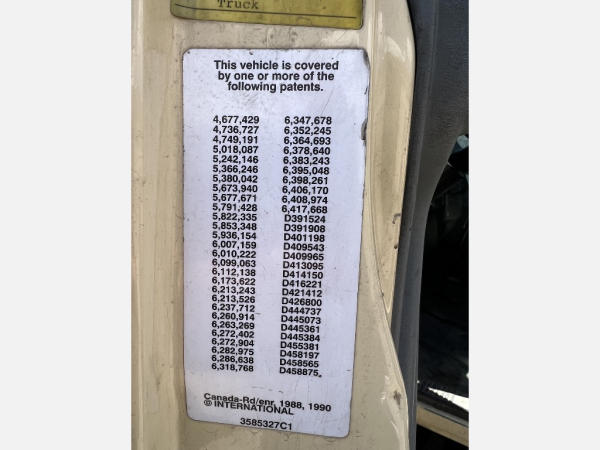 Truck
This vehicle is covered
by one or more of the
following patents.
4,677,429 6,347,678
4,736,727 6,352,245
4,749,191 6,364,693
5,018,087 6,378,640
5,242,146 6,383,243
5,366,246 6,395,048
5,380,042 6,398,261
5,673,940 6,406,170
5,677,671 6,408,974
5,791,428 6,417,668
5,822,335 D391524
5,853,348 D391908
5,936,154 D401198
6,007,159 D409543
6,010,222 D409965
6,099,063 D413095
6,112,138 D414150
6,173,622 D416221
6,213,243 D421412
6,213,526 D426800
6,237,712 D444737
6,260,914 D445073
6,263,269 D445361
6,272,402 D445384
6,272,904 D455381
6,282,975 D458197
6,286,638 D458565
6,318,768 D458875
Canada-Rd/enr, 1988, 1990
© INTERNATIONAL
3585327C1